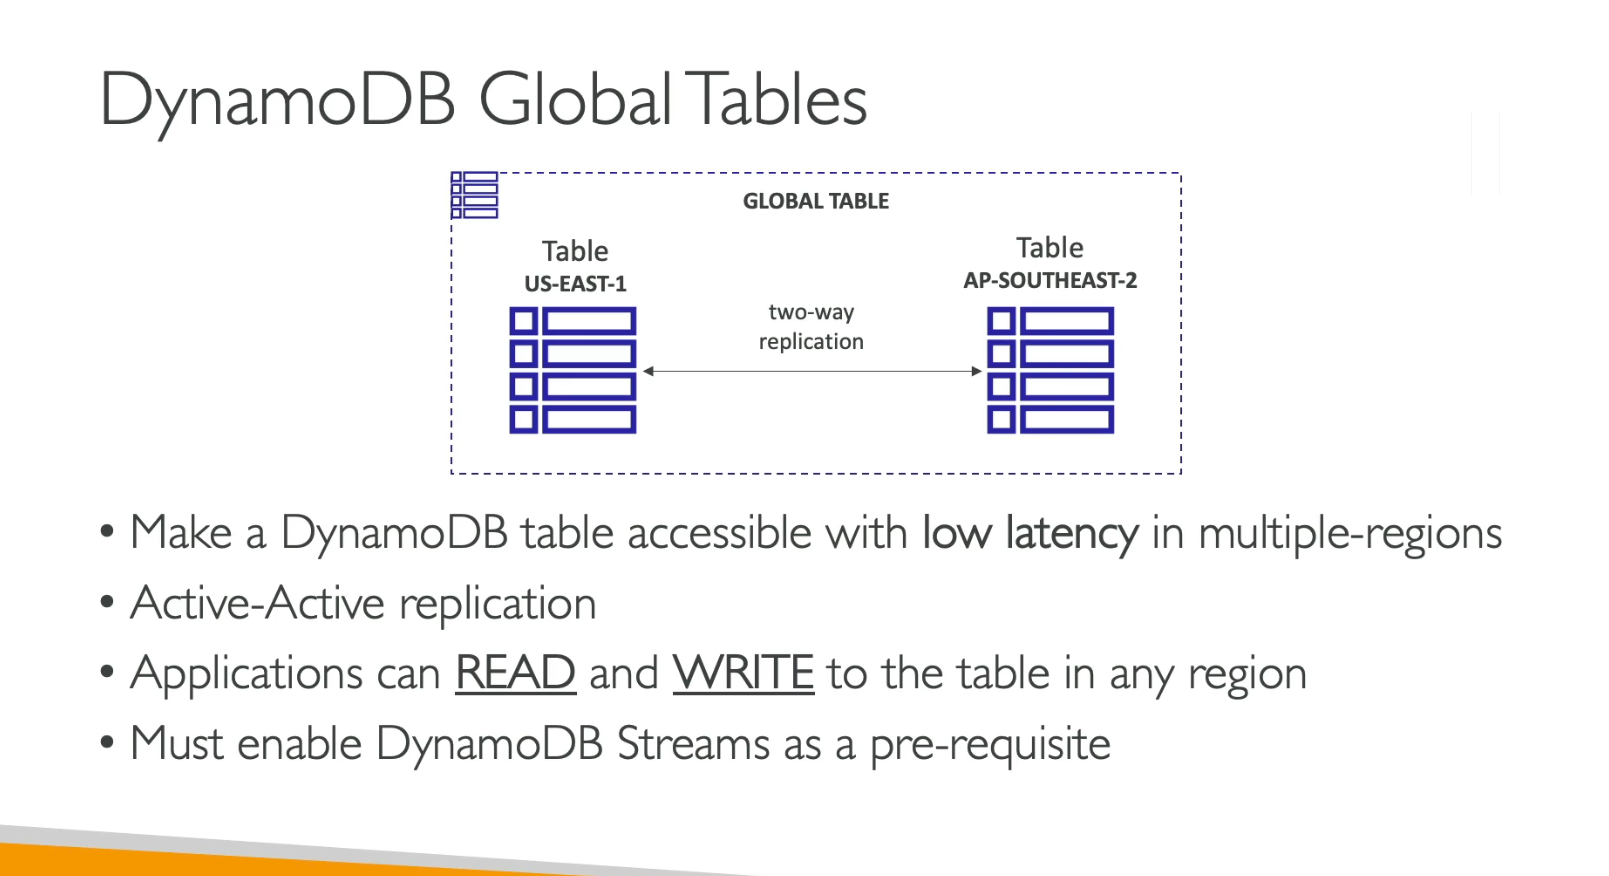 DynamoDB Global Tables
GLOBAL TABLE
Table
US-EAST-1
Table
AP-SOUTHEAST-2
two-way
replication
• Make a DynamoDB table accessible with low latency in multiple-regions
• Active-Active replication
• Applications can READ and WRITE to the table in any region
• Must enable DynamoDB Streams as a pre-requisite